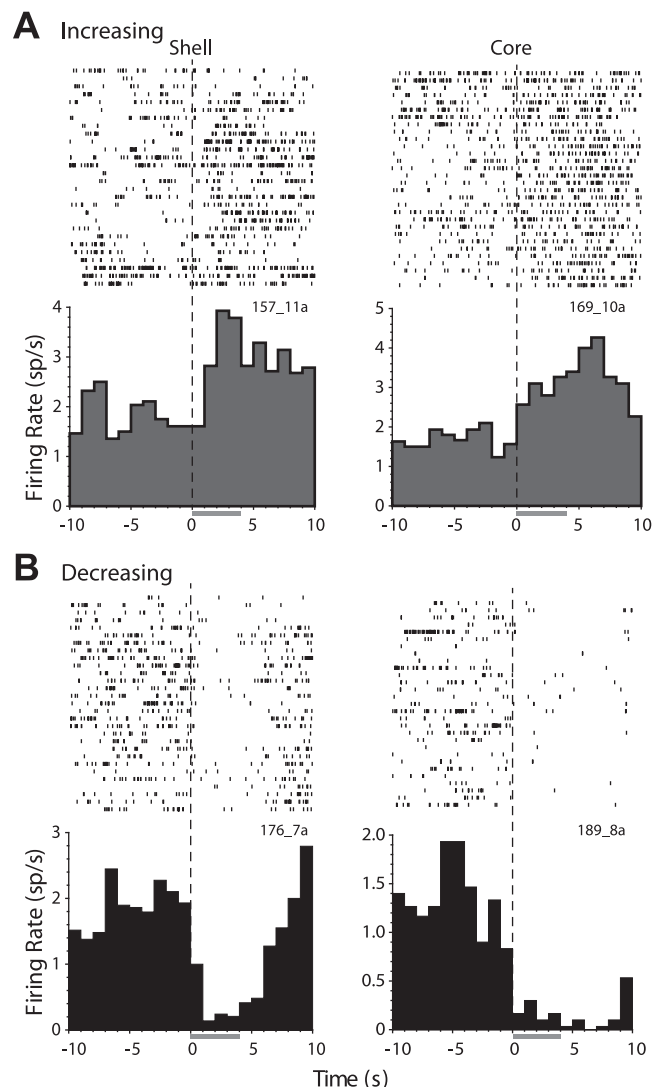 A Increasing
Shell
Core
157_11a
169_10a
Firing Rate (sp/s)
4
3
2
1
0
5
4
3
2
1
0
-10 -5 0 5 10
-10 -5 0 5 10
B Decreasing
176_7a
189_8a
Firing Rate (sp/s)
3
2
1
0
2.0
1.5
1.0
0.5
0
-10 -5 0 5 10
-10 -5 0 5 10
Time (s)